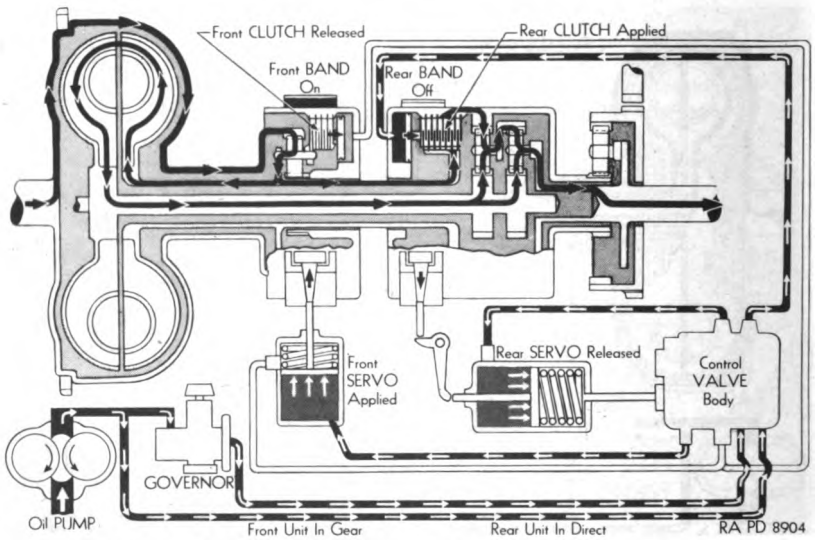 Front CLUTCH Released
Rear CLUTCH Applied
Front BAND
On
Rear BAND
Off
Front
SERVO
Applied
Rear SERVO Released
Control
VALVE
Body
GOVERNOR
Oil PUMP
Front Unit In Gear
Rear Unit In Direct
RA PD 8904